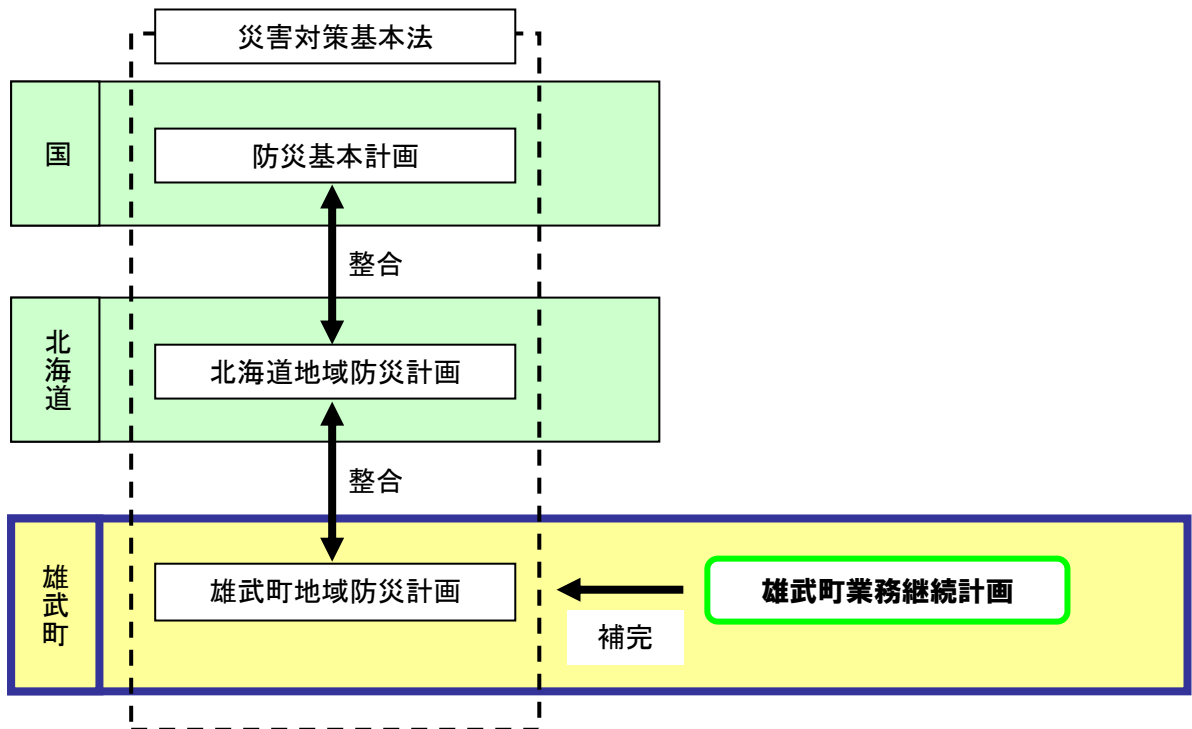 災害対策基本法
国
防災基本計画
整合
北海道
北海道地域防災計画
整合
雄武町
雄武町地域防災計画
補完
雄武町業務継続計画